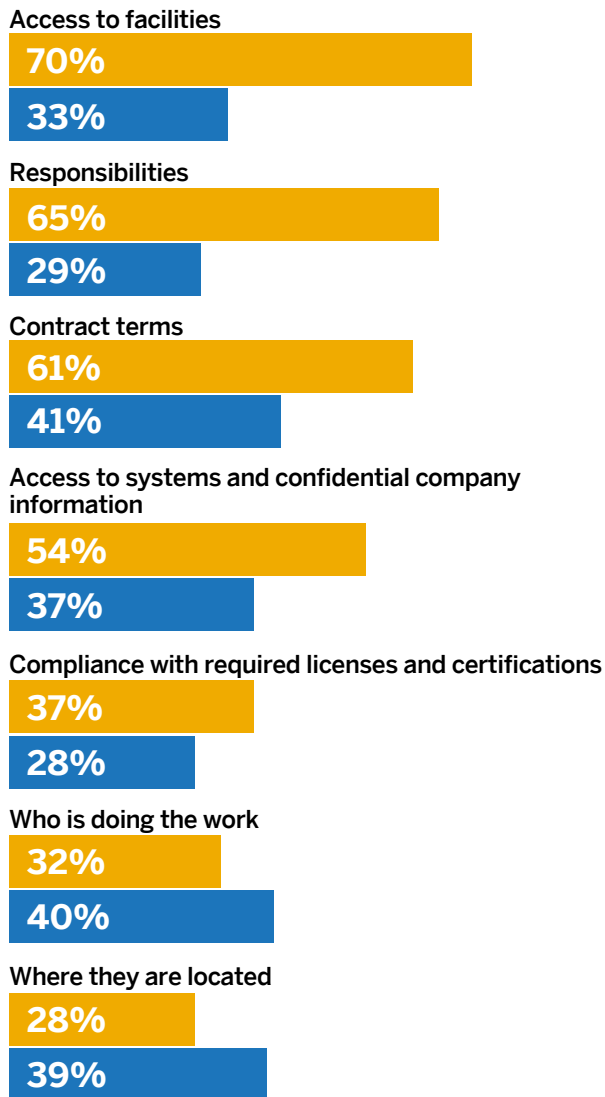 Access to facilities
70%
33%
Responsibilities
65%
29%
Contract terms
61%
41%
Access to systems and confidential company
information
54%
37%
Compliance with required licenses and certifications
37%
28%
Who is doing the work
32%
40%
Where they are located
28%
39%